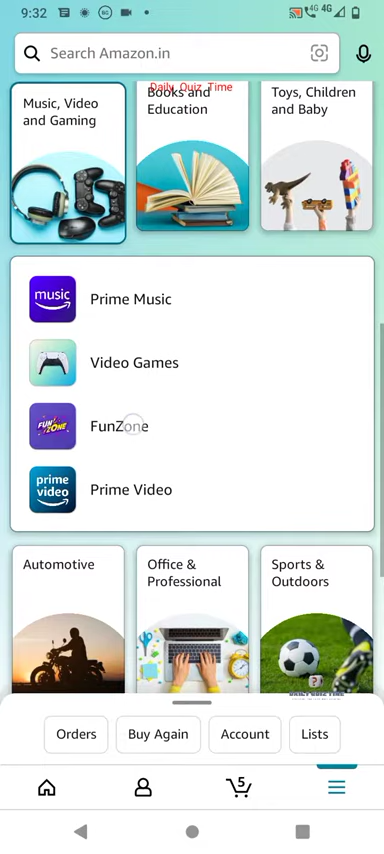 9:32
4G 4G
Search Amazon.in
Daily Quiz Time
Music, Video
and Gaming
Books and
Education
Toys, Children
and Baby
music
Prime Music
Video Games
FUN ZONE
FunZone
prime
video
Prime Video
Automotive
Office &
Professional
Sports &
Outdoors
Orders
Buy Again
Account
Lists
5